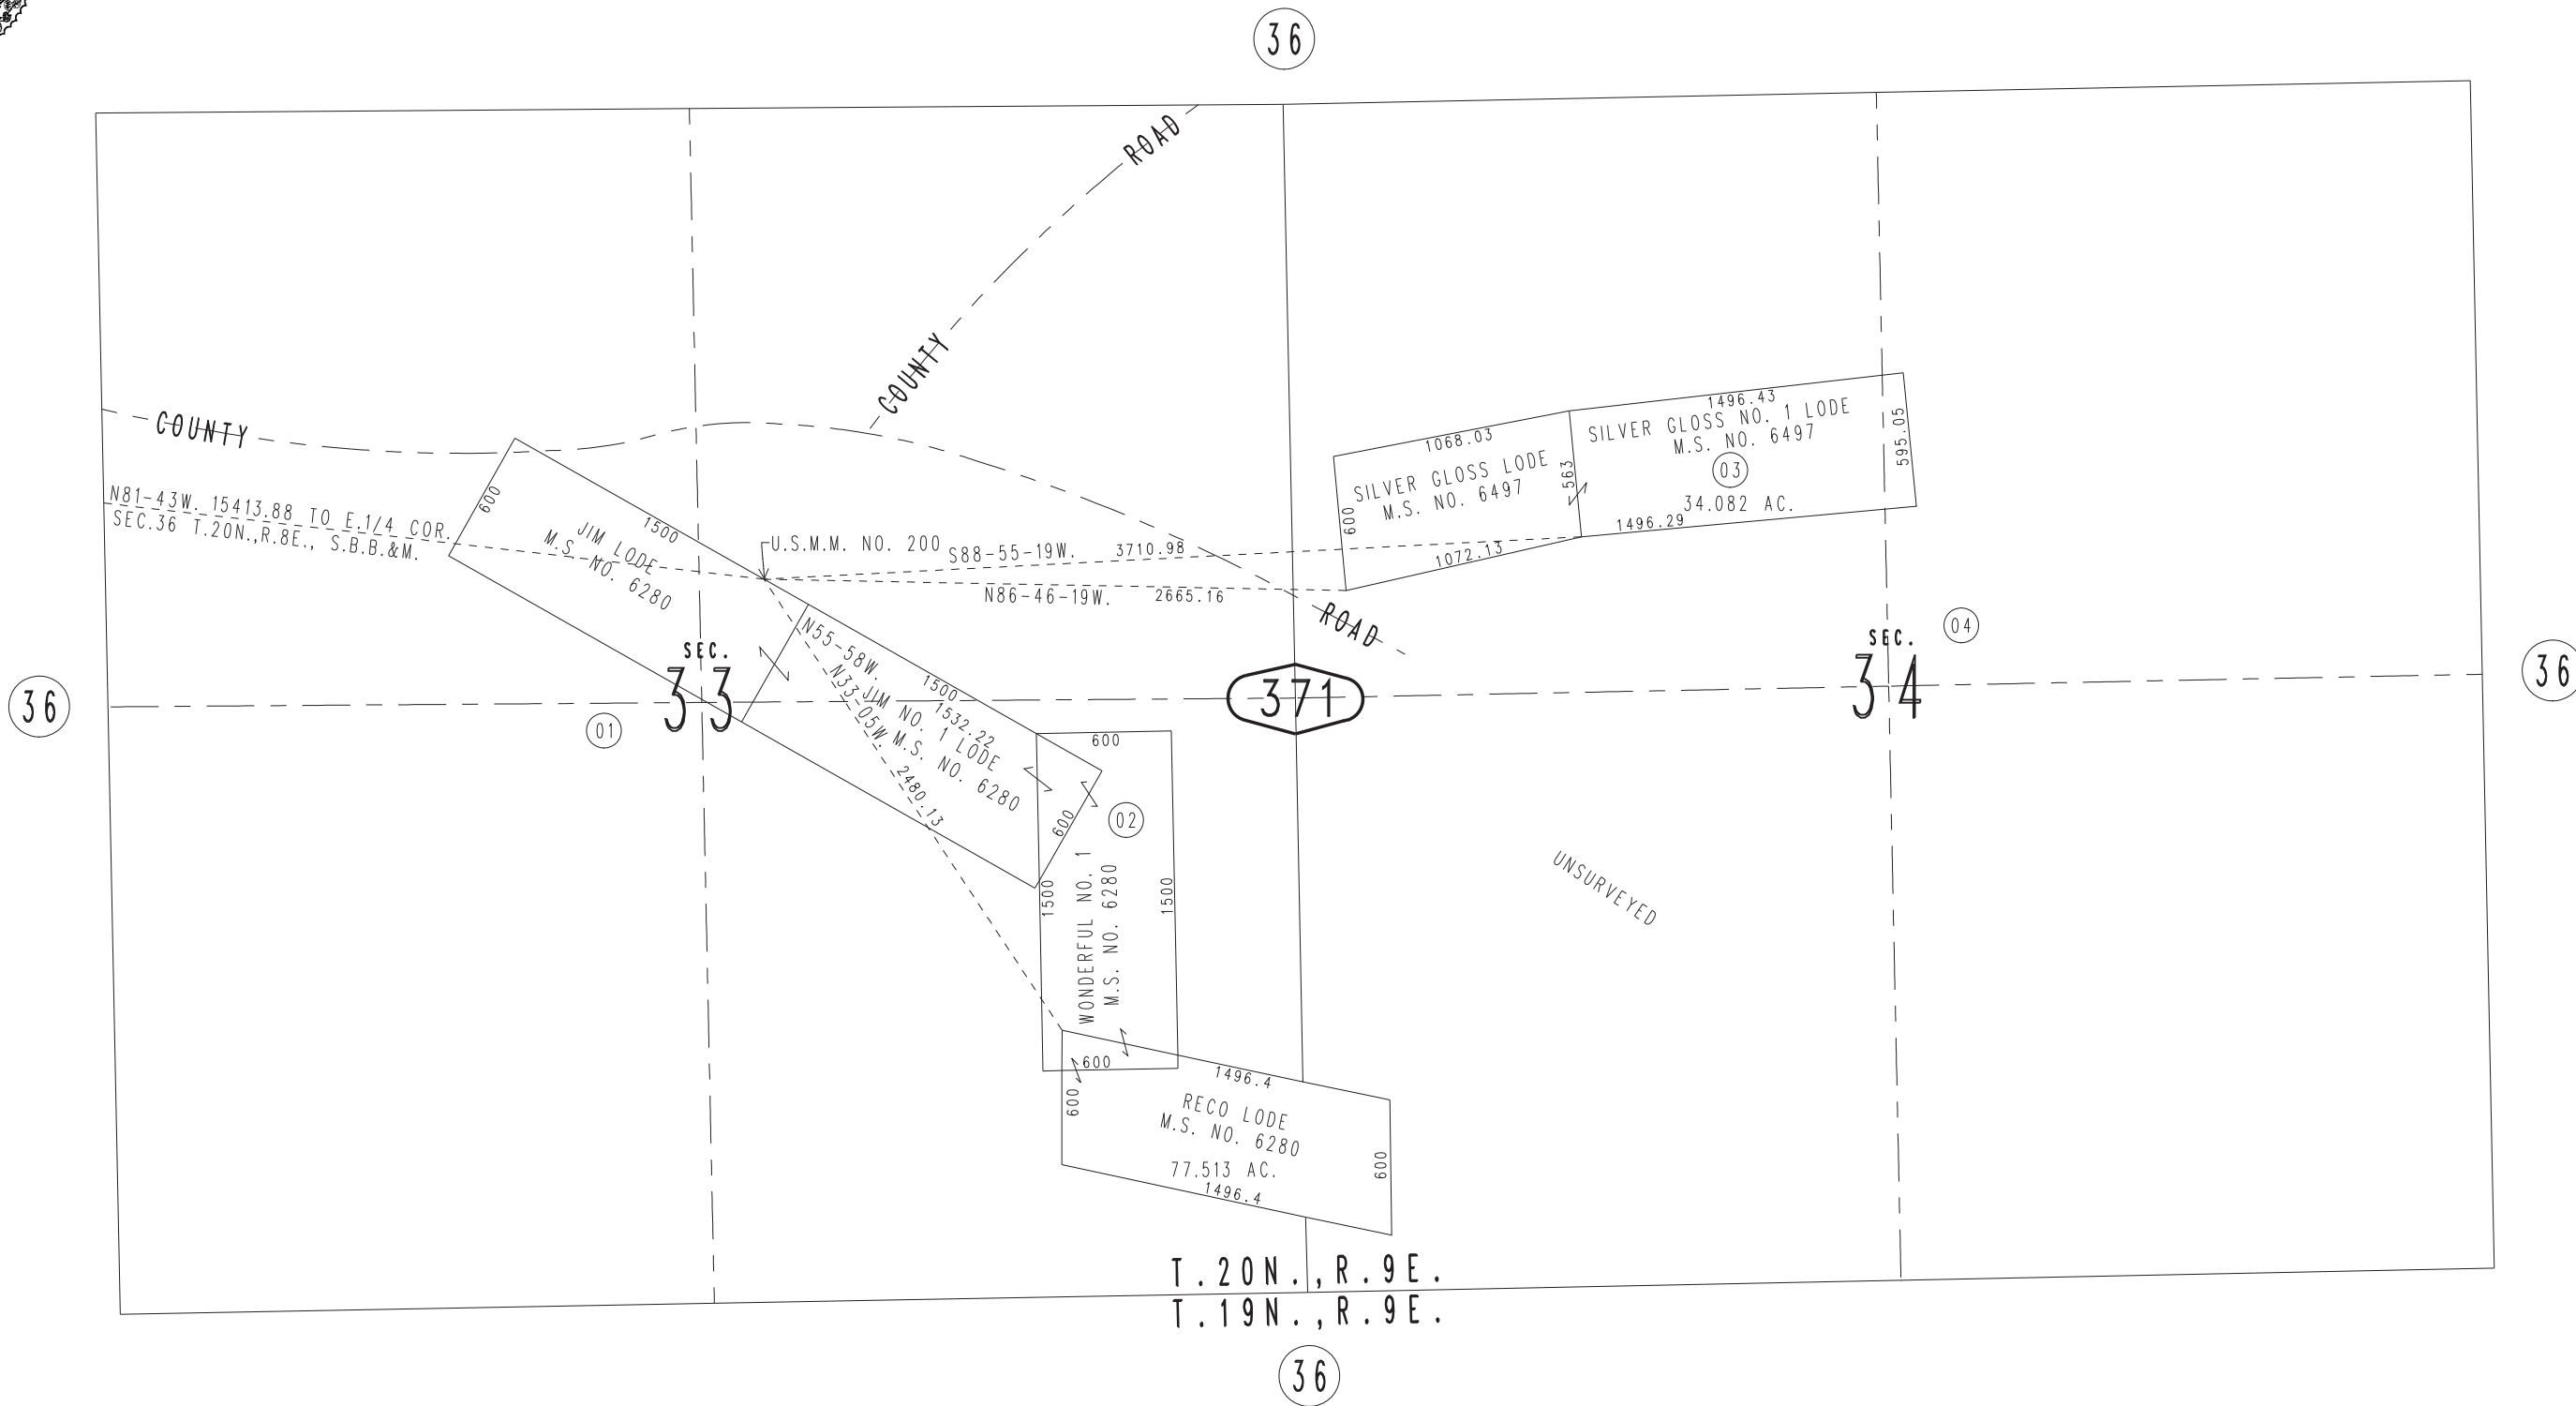 36
ROAD
COUNTY
COUNTY
N81-43W. 15413.88 TO E.1/4 COR.
SEC.36 T.20N.,R.8E., S.B.B.&M.
600
1500
JIM LODE
M.S. NO. 6280
U.S.M.M. NO. 200
S88-55-19W. 3710.98
N86-46-19W. 2665.16
1068.03
SILVER GLOSS LODE
M.S. NO. 6497
600
1072.13
563
1496.43
SILVER GLOSS NO. 1 LODE
M.S. NO. 6497
03
34.082 AC.
1496.29
595.05
ROAD
SEC.
33
01
N55-58W. 1532.22
1500
N33-05W. 2480.13
JIM NO. 1 LODE
M.S. NO. 6280
600
371
SEC.
34
04
36
36
600
02
1500
WONDERFUL NO. 1
M.S. NO. 6280
1500
600
UNSURVEYED
1496.4
600
RECO LODE
M.S. NO. 6280
77.513 AC.
1496.4
600
T.20N.,R.9E.
T.19N.,R.9E.
36